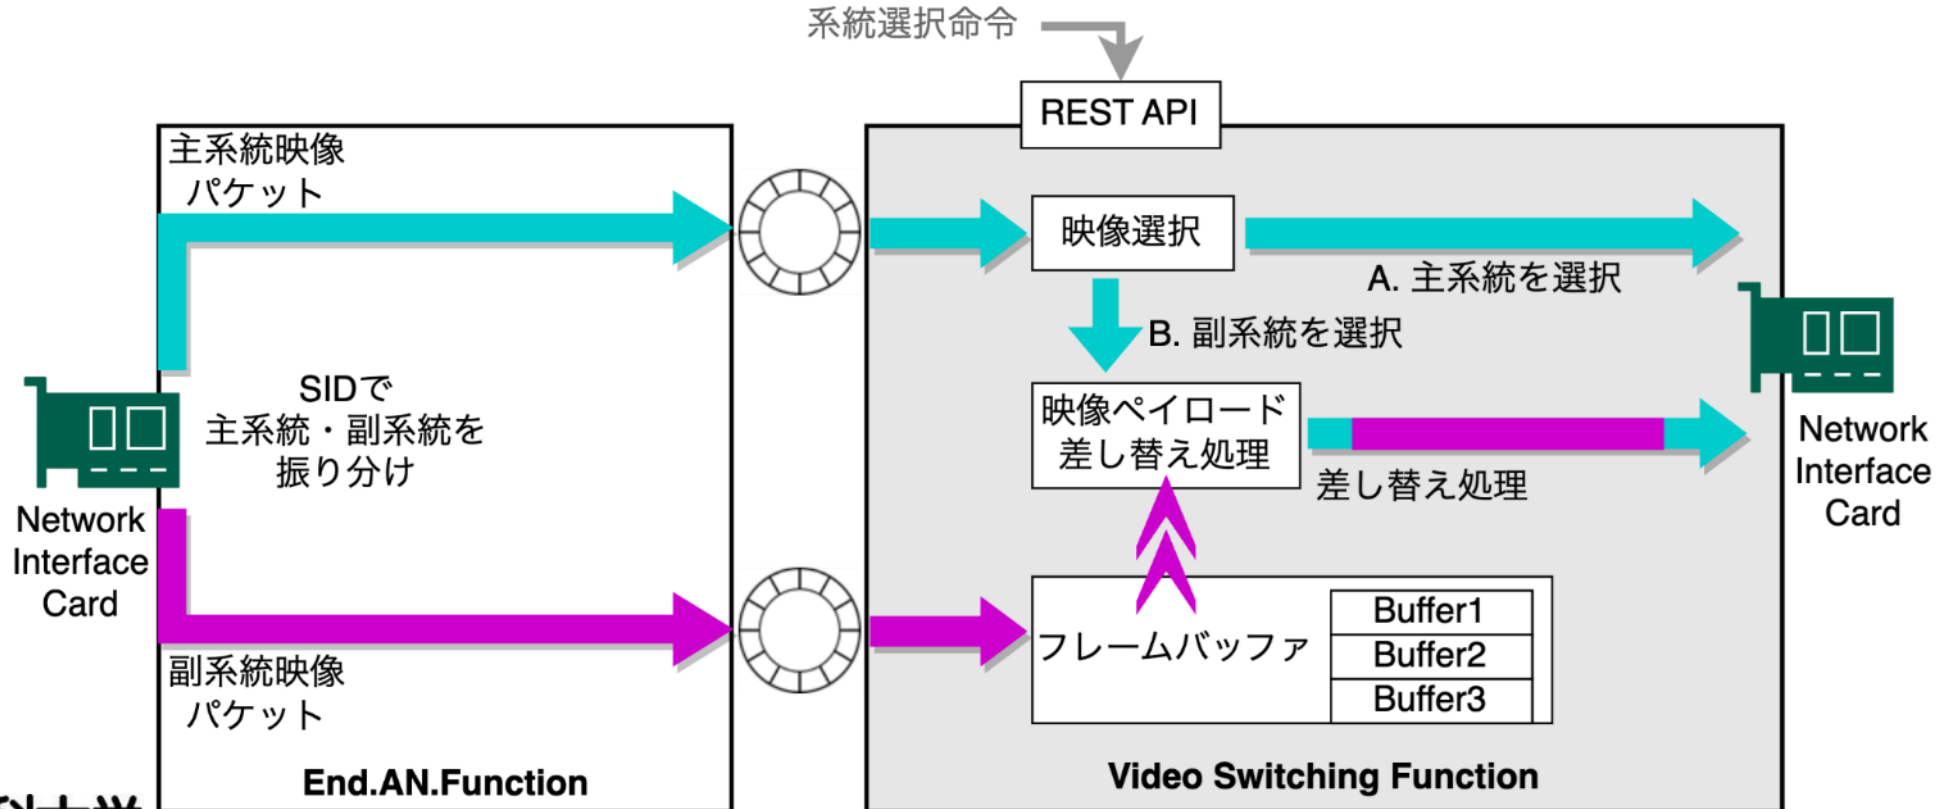 系統選択命令
REST API
主系統映像
パケット
映像選択
A. 主系統を選択
B. 副系統を選択
SIDで
主系統・副系統を
振り分け
映像ペイロード
差し替え処理
差し替え処理
Network
Interface
Card
Network
Interface
Card
フレームバッファ
Buffer1
Buffer2
Buffer3
副系統映像
パケット
End.AN.Function
Video Switching Function